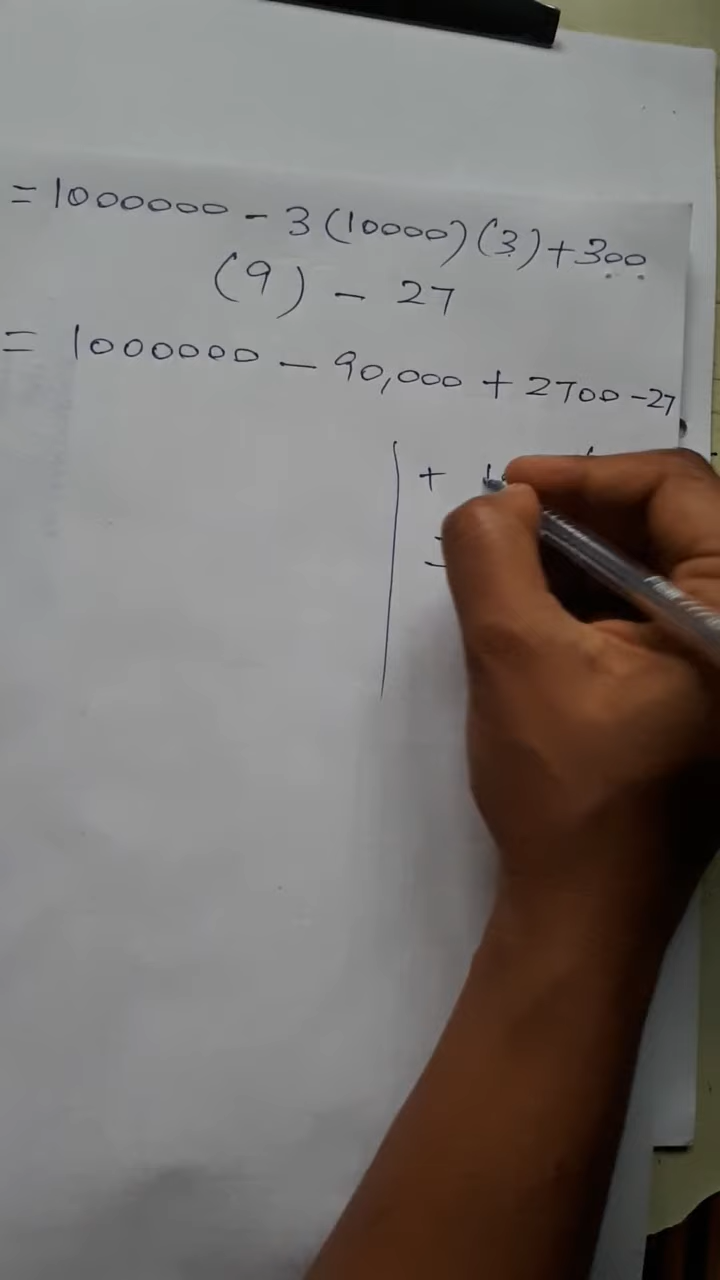 = 1000000 - 3(10000)(3) + 300
(9) - 27
= 1000000 - 90,000 + 2700 - 27
+